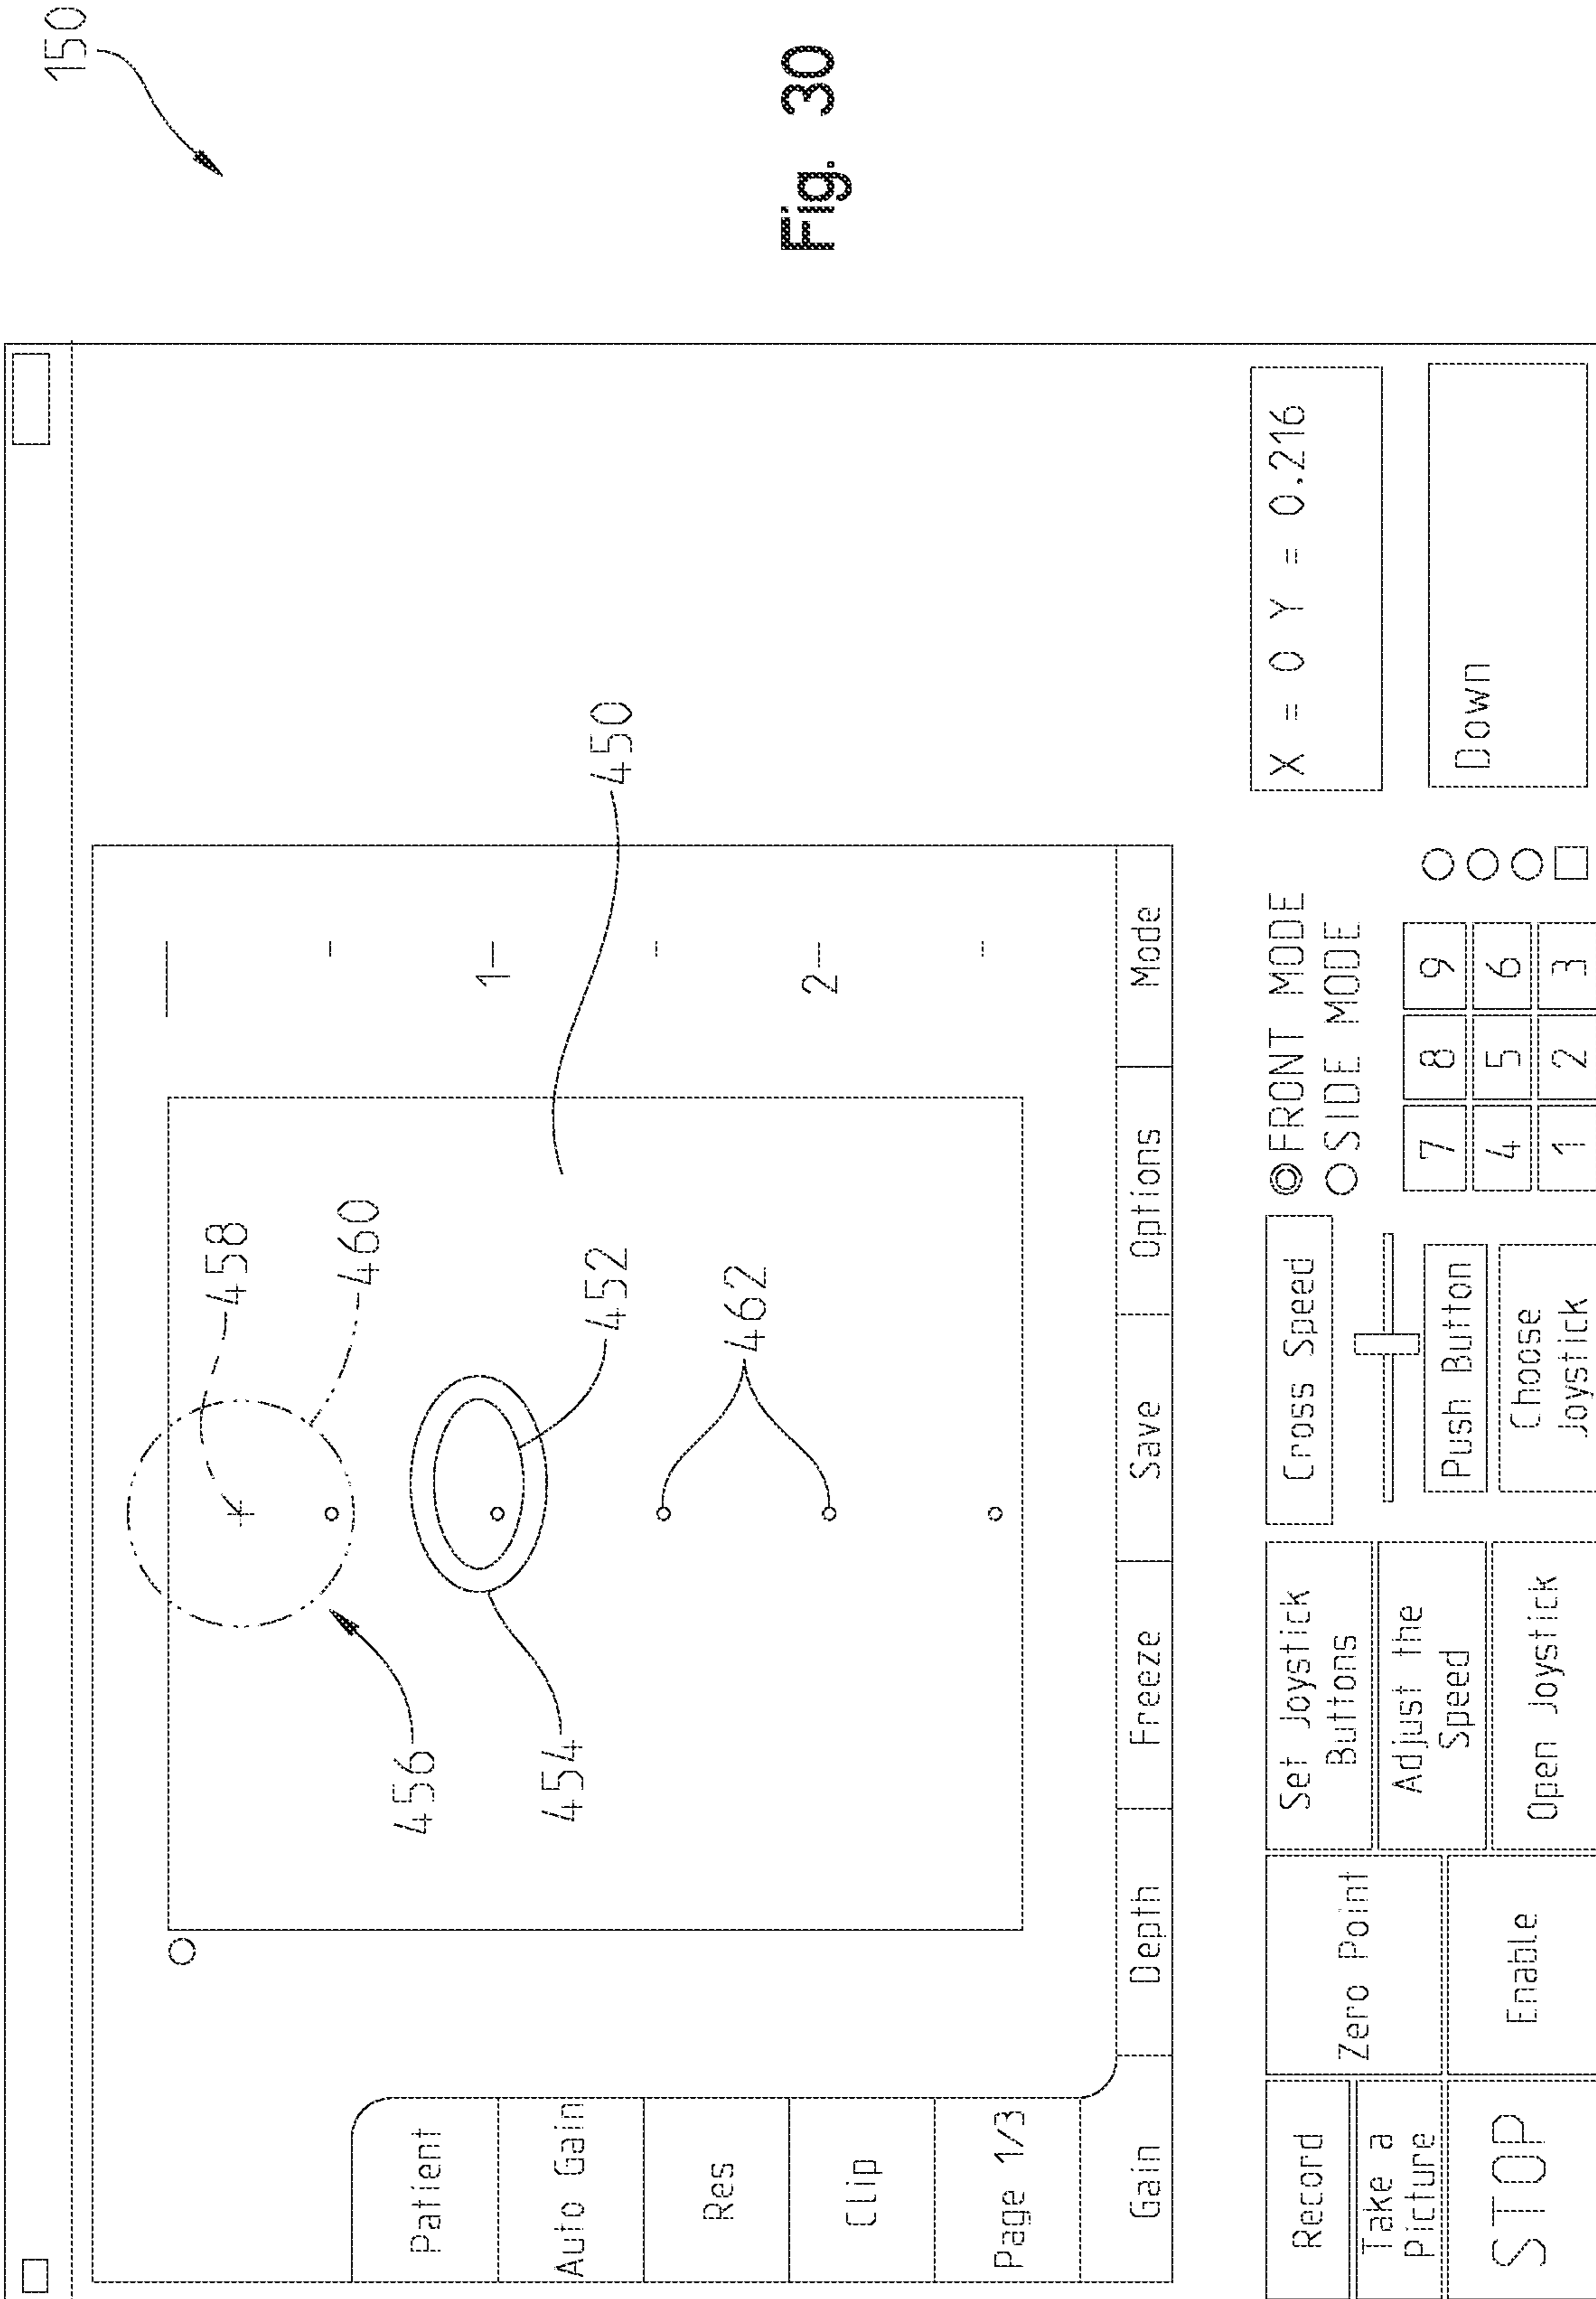 150
Fig. 30
458
460
450
452
462
456
454
1
2
Patient
Auto Gain
Res
Clip
Page 1/3
Gain
Depth
Freeze
Save
Options
Mode
Record
Take a
Picture
STOP
Zero Point
Enable
Set Joystick
Buttons
Adjust the
Speed
Open Joystick
Cross Speed
Push Button
Choose
Joystick
FRONT MODE
SIDE MODE
7 8 9
4 5 6
1 2 3
X = 0 Y = 0.216
Down